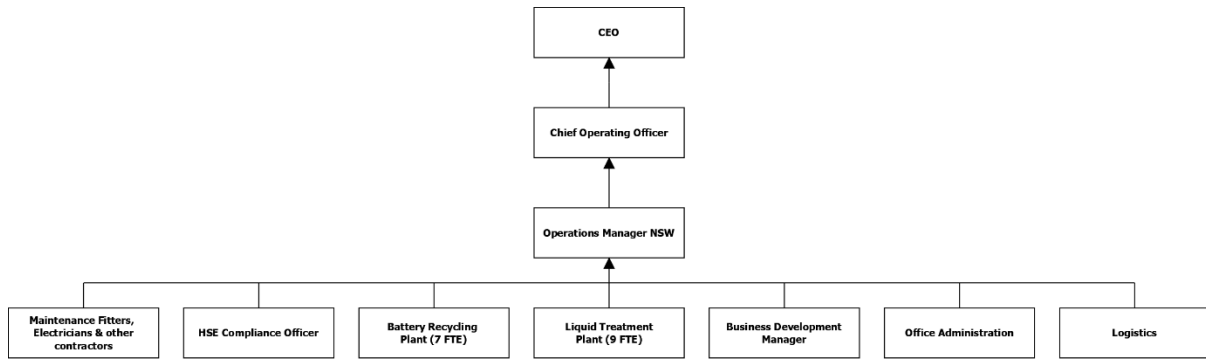 CEO
Chief Operating Officer
Operations Manager NSW
Maintenance Fitters,
Electricians & other
contractors
HSE Compliance Officer
Battery Recycling
Plant (7 FTE)
Liquid Treatment
Plant (9 FTE)
Business Development
Manager
Office Administration
Logistics